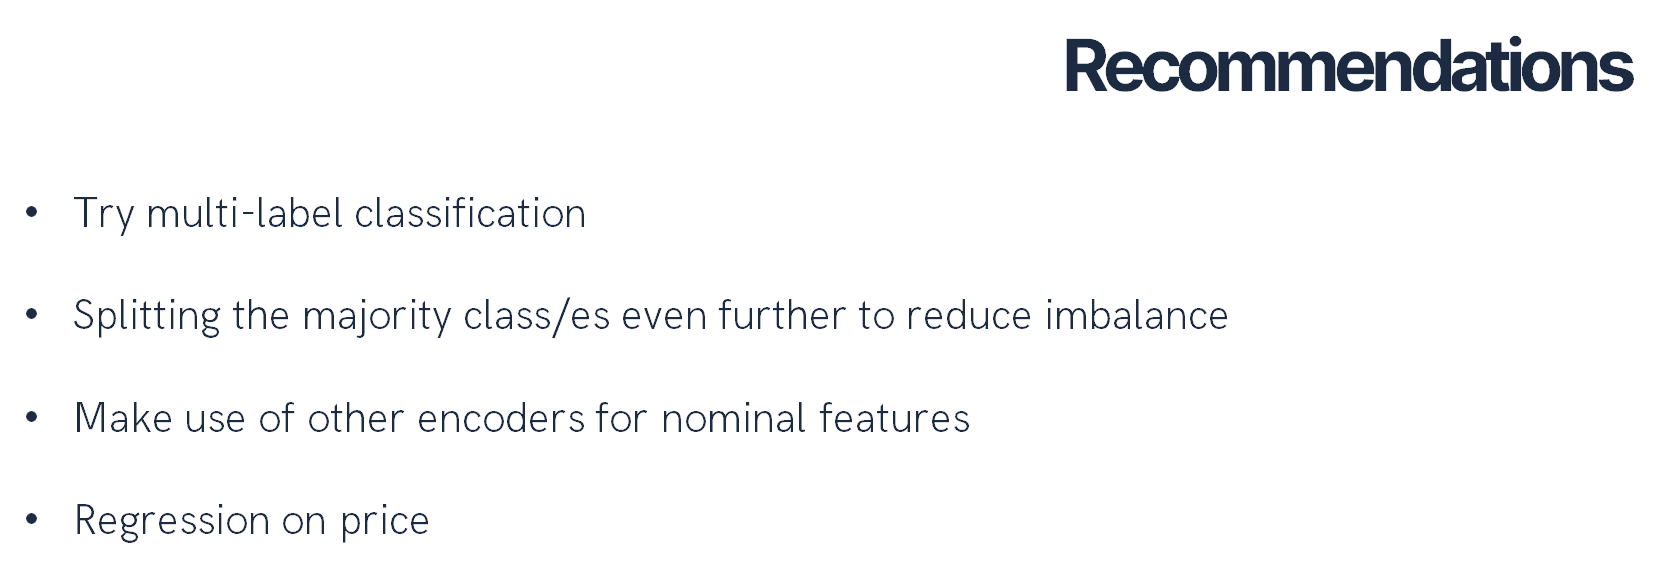 Recommendations
• Try multi-label classification
• Splitting the majority class/es even further to reduce imbalance
• Make use of other encoders for nominal features
• Regression on price